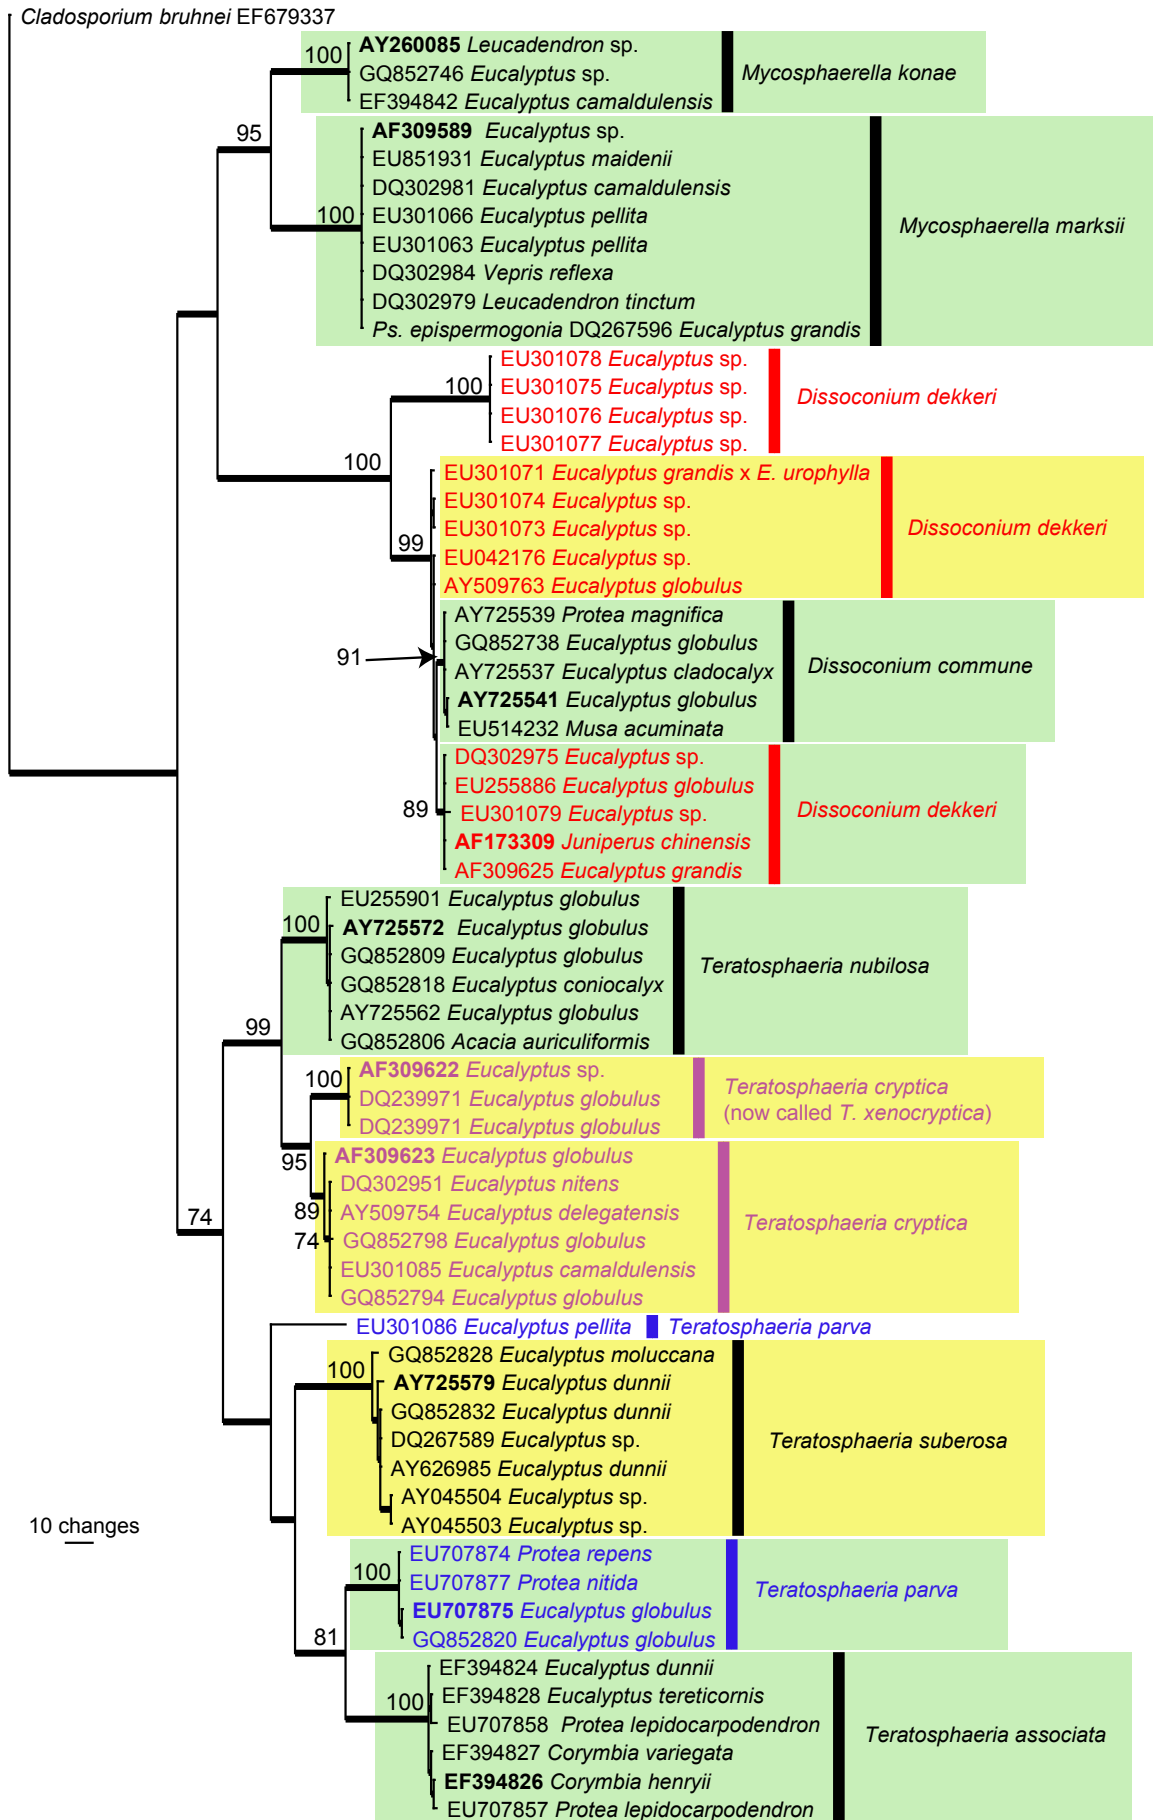 Cladosporium bruhnei EF679337
100
AY260085 Leucadendron sp.
GQ852746 Eucalyptus sp.
EF394842 Eucalyptus camaldulensis
Mycosphaerella konae
95
100
AF309589 Eucalyptus sp.
EU851931 Eucalyptus maidenii
DQ302981 Eucalyptus camaldulensis
EU301066 Eucalyptus pellita
EU301063 Eucalyptus pellita
DQ302984 Vepris reflexa
DQ302979 Leucadendron tinctum
Ps. epispermogonia DQ267596 Eucalyptus grandis
Mycosphaerella marksii
100
EU301078 Eucalyptus sp.
EU301075 Eucalyptus sp.
EU301076 Eucalyptus sp.
EU301077 Eucalyptus sp.
Dissoconium dekkeri
100
99
EU301071 Eucalyptus grandis x E. urophylla
EU301074 Eucalyptus sp.
EU301073 Eucalyptus sp.
EU042176 Eucalyptus sp.
AY509763 Eucalyptus globulus
Dissoconium dekkeri
91
AY725539 Protea magnifica
GQ852738 Eucalyptus globulus
AY725537 Eucalyptus cladocalyx
AY725541 Eucalyptus globulus
EU514232 Musa acuminata
Dissoconium commune
89
DQ302975 Eucalyptus sp.
EU255886 Eucalyptus globulus
EU301079 Eucalyptus sp.
AF173309 Juniperus chinensis
AF309625 Eucalyptus grandis
Dissoconium dekkeri
100
EU255901 Eucalyptus globulus
AY725572 Eucalyptus globulus
GQ852809 Eucalyptus globulus
GQ852818 Eucalyptus coniocalyx
AY725562 Eucalyptus globulus
GQ852806 Acacia auriculiformis
Teratosphaeria nubilosa
99
100
AF309622 Eucalyptus sp.
DQ239971 Eucalyptus globulus
DQ239971 Eucalyptus globulus
Teratosphaeria cryptica
(now called T. xenocryptica)
95
89
74
AF309623 Eucalyptus globulus
DQ302951 Eucalyptus nitens
AY509754 Eucalyptus delegatensis
GQ852798 Eucalyptus globulus
EU301085 Eucalyptus camaldulensis
GQ852794 Eucalyptus globulus
Teratosphaeria cryptica
74
EU301086 Eucalyptus pellita
Teratosphaeria parva
100
GQ852828 Eucalyptus moluccana
AY725579 Eucalyptus dunnii
GQ852832 Eucalyptus dunnii
DQ267589 Eucalyptus sp.
AY626985 Eucalyptus dunnii
AY045504 Eucalyptus sp.
AY045503 Eucalyptus sp.
Teratosphaeria suberosa
10 changes
100
EU707874 Protea repens
EU707877 Protea nitida
EU707875 Eucalyptus globulus
GQ852820 Eucalyptus globulus
Teratosphaeria parva
81
100
EF394824 Eucalyptus dunnii
EF394828 Eucalyptus tereticornis
EU707858 Protea lepidocarpodendron
EF394827 Corymbia variegata
EF394826 Corymbia henryii
EU707857 Protea lepidocarpodendron
Teratosphaeria associata